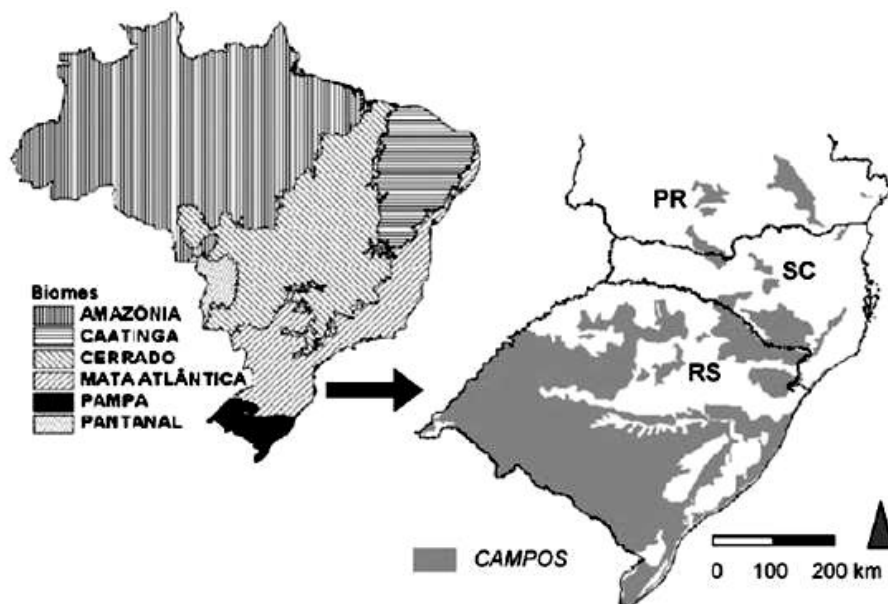 Biomes
AMAZÔNIA
CAATINGA
CERRADO
MATA ATLÂNTICA
PAMPA
PANTANAL
PR
SC
RS
CAMPOS
0 100 200 km